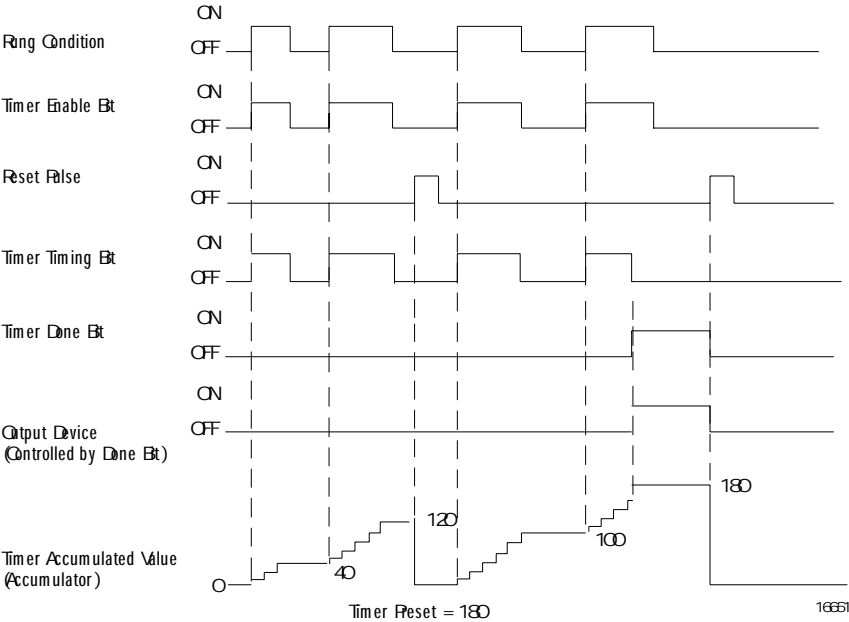 ON
Rung Condition
OFF
ON
Timer Enable Bit
OFF
ON
Reset Pulse
OFF
ON
Timer Timing Bit
OFF
ON
Timer Done Bit
OFF
ON
OFF
Output Device
(Controlled by Done Bit)
180
120
100
40
Timer Accumulated Value
(Accumulator)
0
Timer Preset = 180
16651